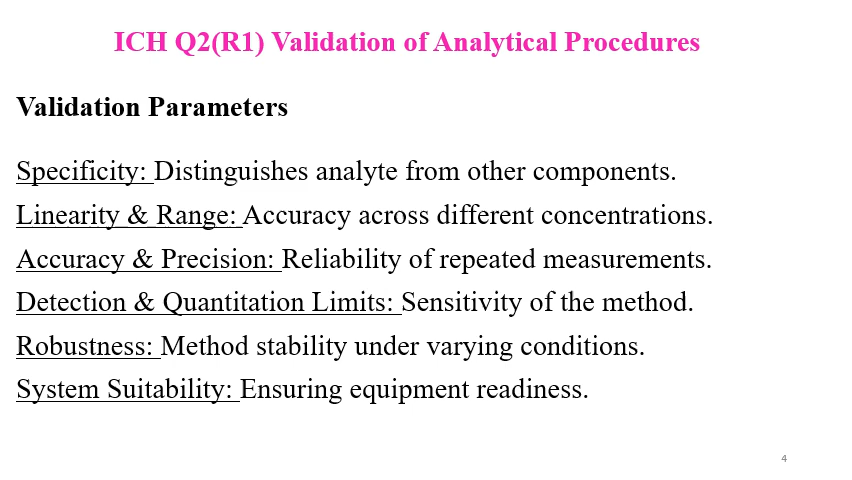 ICH Q2(R1) Validation of Analytical Procedures
Validation Parameters
Specificity: Distinguishes analyte from other components.
Linearity & Range: Accuracy across different concentrations.
Accuracy & Precision: Reliability of repeated measurements.
Detection & Quantitation Limits: Sensitivity of the method.
Robustness: Method stability under varying conditions.
System Suitability: Ensuring equipment readiness.
4